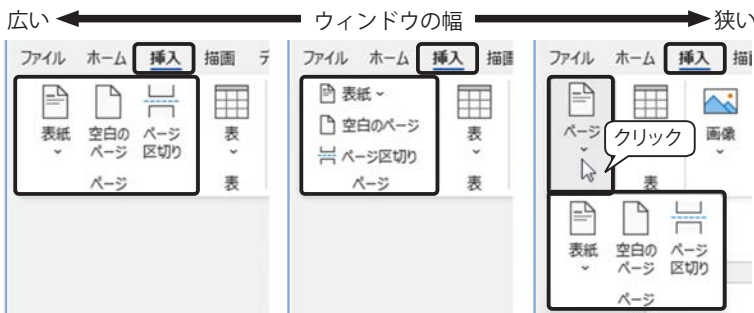 広い ウィンドウの幅 狭い
ファイル ホーム 挿入 描画
表紙 空白のページ ページ区切り 表
ページ 表
ファイル ホーム 挿入 描画
表紙
空白のページ 表
ページ区切り
ページ 表
ファイル ホーム 挿入
ページ 画像
クリック
表
表紙 空白のページ ページ区切り
ページ